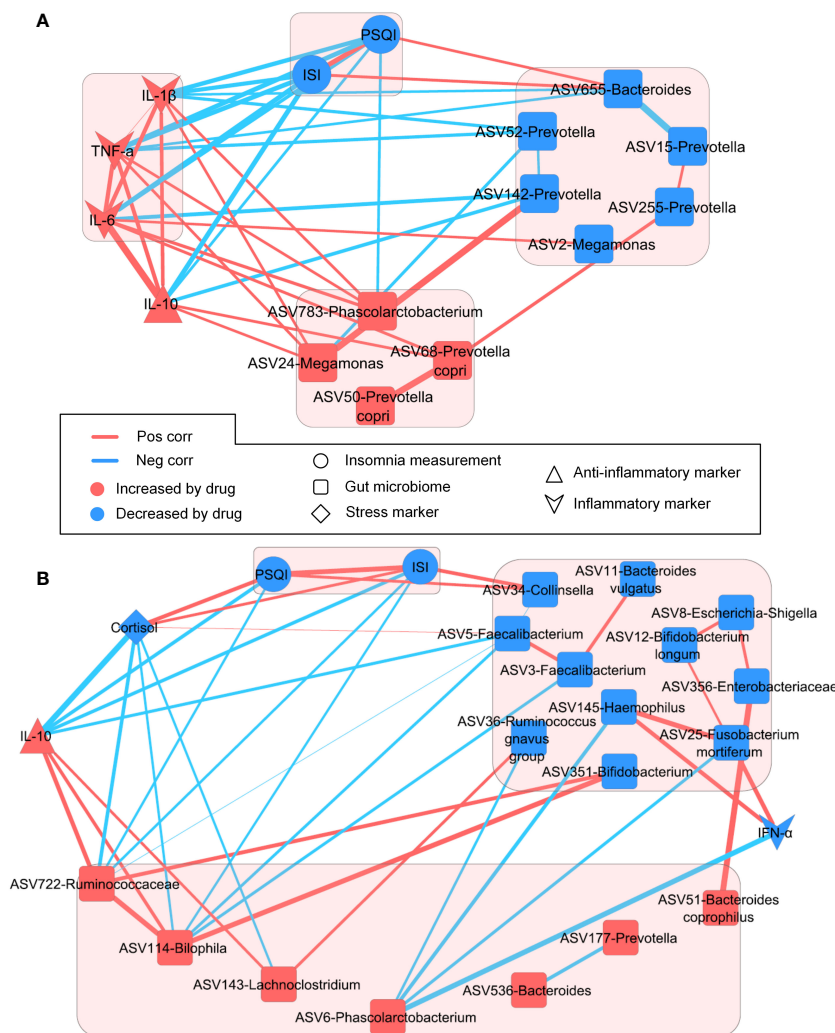 A
PSQI
ISI
IL-1β
ASV655-Bacteroides
ASV52-Prevotella
TNF-a
ASV15-Prevotella
ASV142-Prevotella
ASV255-Prevotella
IL-6
ASV2-Megamonas
IL-10
ASV783-Phascolarctobacterium
ASV24-Megamonas
ASV68-Prevotella
copri
ASV50-Prevotella
copri
Pos corr
Neg corr
Increased by drug
Decreased by drug
Insomnia measurement
Gut microbiome
Stress marker
Anti-inflammatory marker
Inflammatory marker
B
PSQI
ISI
ASV11-Bacteroides
vulgatus
ASV34-Collinsella
ASV8-Escherichia-Shigella
Cortisol
ASV5-Faecalibacterium
ASV12-Bifidobacterium
longum
ASV3-Faecalibacterium
ASV356-Enterobacteriaceae
ASV145-Haemophilus
ASV36-Ruminococcus
gnavus
group
ASV25-Fusobacterium
mortiferum
IL-10
ASV351-Bifidobacterium
IFN-α
ASV722-Ruminococcaceae
ASV51-Bacteroides
coprophilus
ASV114-Bilophila
ASV177-Prevotella
ASV143-Lachnoclostridium
ASV536-Bacteroides
ASV6-Phascolarctobacterium